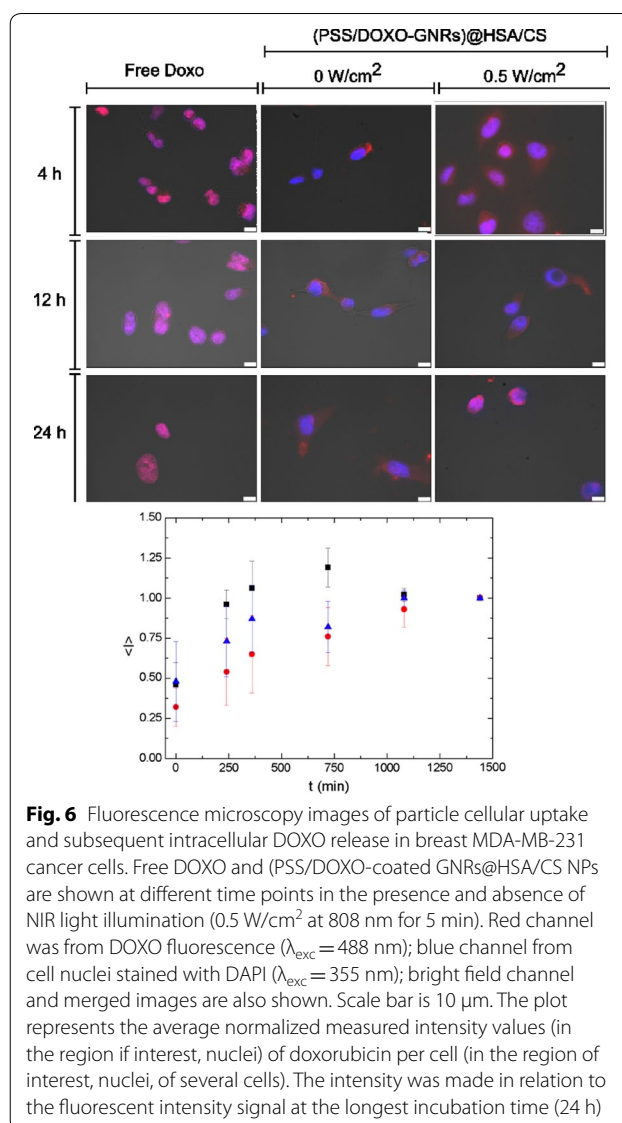 (PSS/DOXO-GNRs)@HSA/CS
Free Doxo
0 W/cm²
0.5 W/cm²
4 h
12 h
24 h
1.50
1.25
1.00
0.75
0.50
0.25
0.00
<I>
0 250 500 750 1000 1250 1500
t (min)
Fig. 6 Fluorescence microscopy images of particle cellular uptake
and subsequent intracellular DOXO release in breast MDA-MB-231
cancer cells. Free DOXO and (PSS/DOXO-coated GNRs@HSA/CS NPs
are shown at different time points in the presence and absence of
NIR light illumination (0.5 W/cm² at 808 nm for 5 min). Red channel
was from DOXO fluorescence (λexc = 488 nm); blue channel from
cell nuclei stained with DAPI (λexc = 355 nm); bright field channel
and merged images are also shown. Scale bar is 10 µm. The plot
represents the average normalized measured intensity values (in
the region if interest, nuclei) of doxorubicin per cell (in the region of
interest, nuclei, of several cells). The intensity was made in relation to
the fluorescent intensity signal at the longest incubation time (24 h)